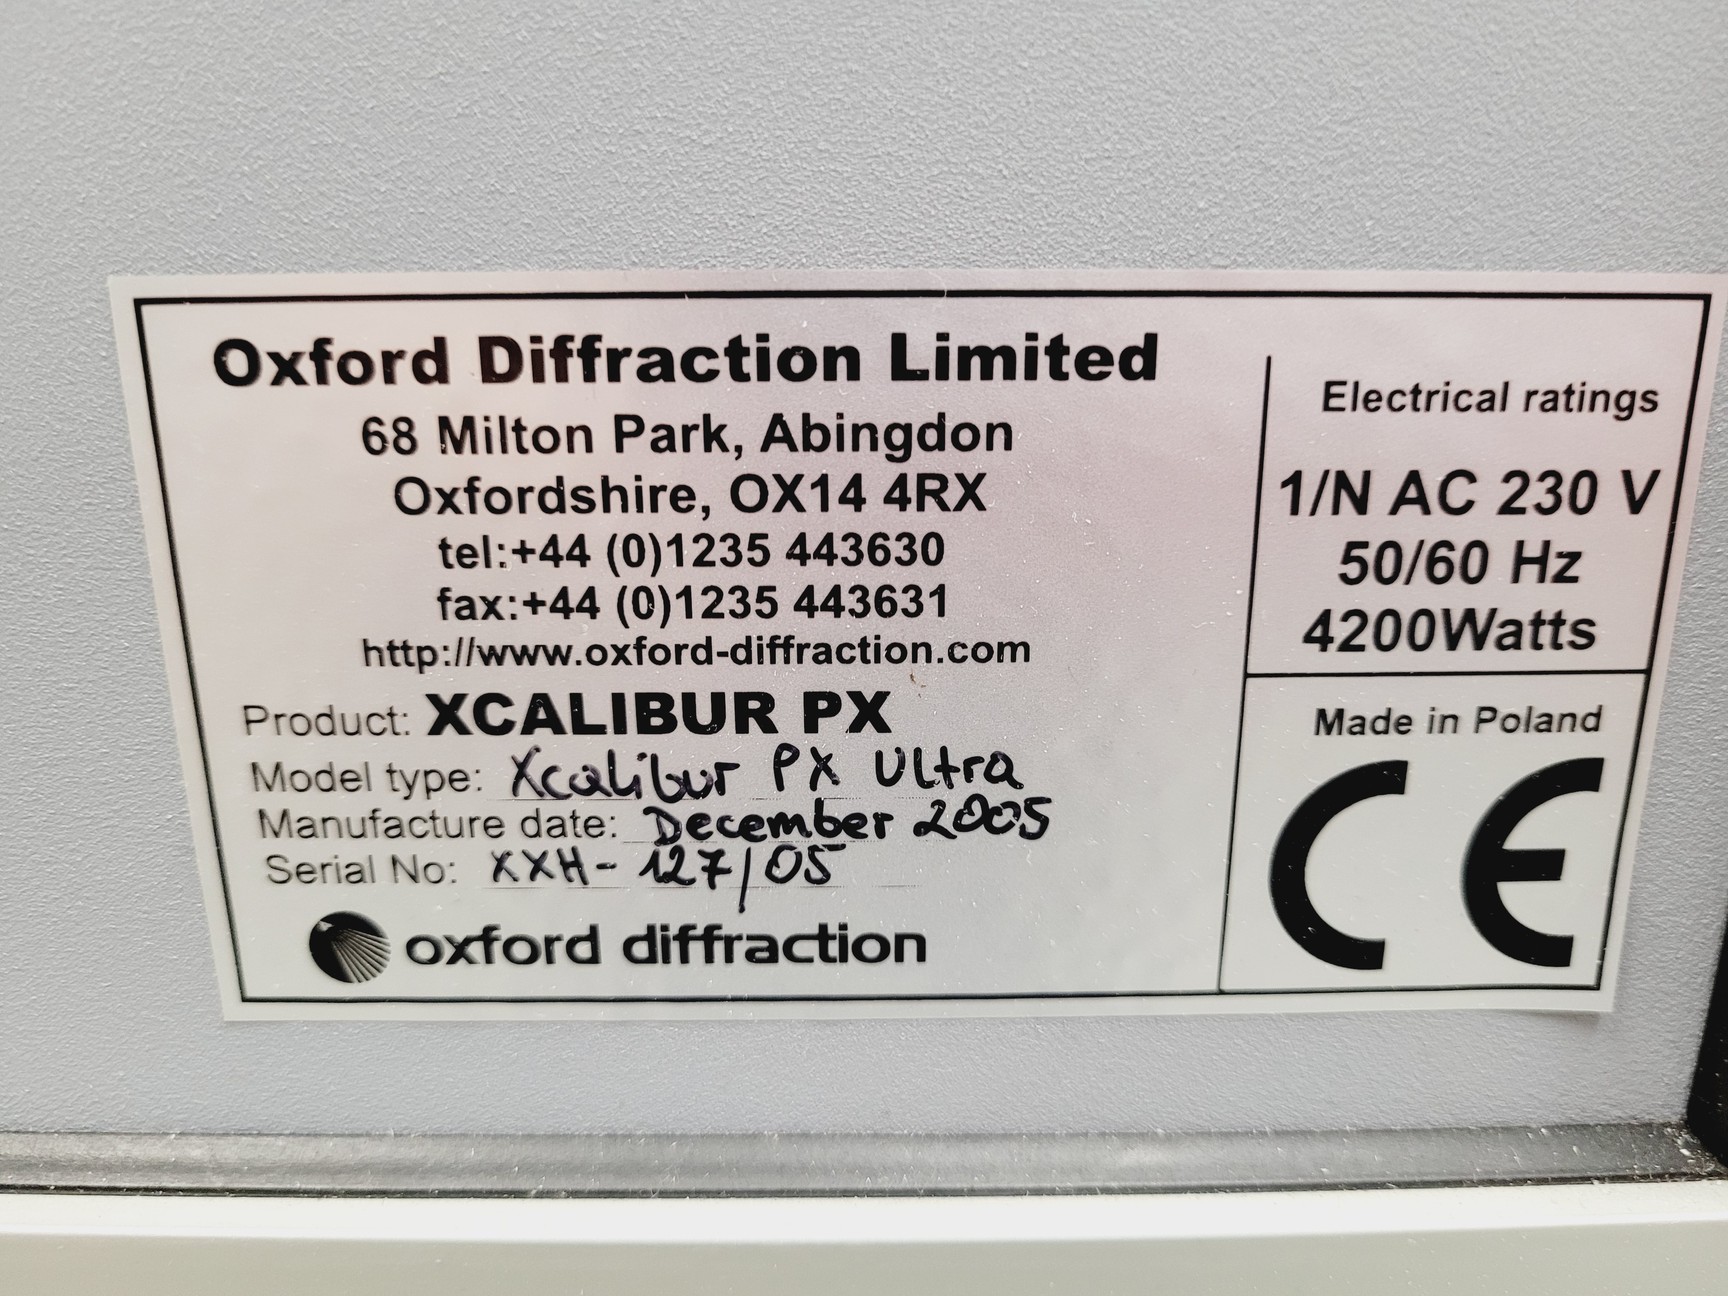 Oxford Diffraction Limited
68 Milton Park, Abingdon
Oxfordshire, OX14 4RX
tel:+44 (0)1235 443630
fax:+44 (0)1235 443631
http://www.oxford-diffraction.com
Product: XCALIBUR PX
Model type: Xcalibur PX Ultra
Manufacture date: December 2005
Serial No: XXH-127/05
oxford diffraction
Electrical ratings
1/N AC 230 V
50/60 Hz
4200Watts
Made in Poland
CE